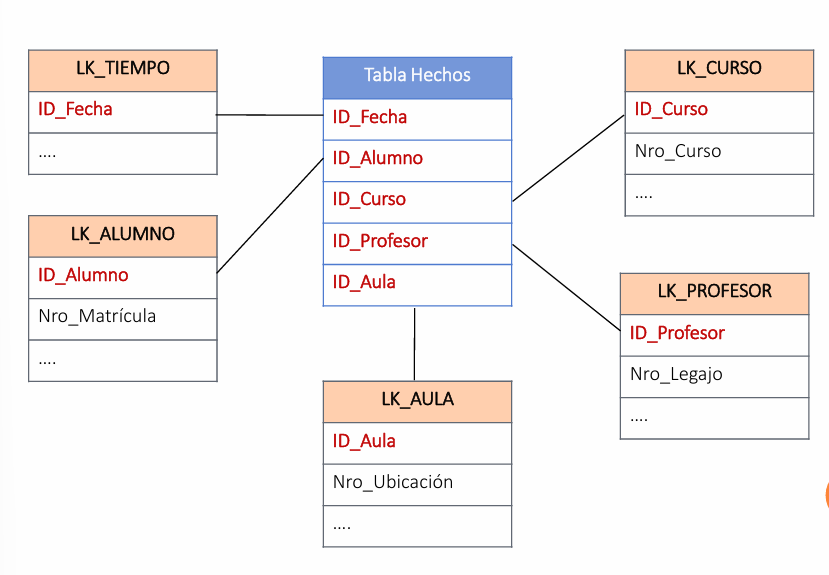 LK_TIEMPO
ID_Fecha
....
LK_ALUMNO
ID_Alumno
Nro_Matrícula
....
Tabla Hechos
ID_Fecha
ID_Alumno
ID_Curso
ID_Profesor
ID_Aula
LK_AULA
ID_Aula
Nro_Ubicación
....
LK_CURSO
ID_Curso
Nro_Curso
....
LK_PROFESOR
ID_Profesor
Nro_Legajo
....